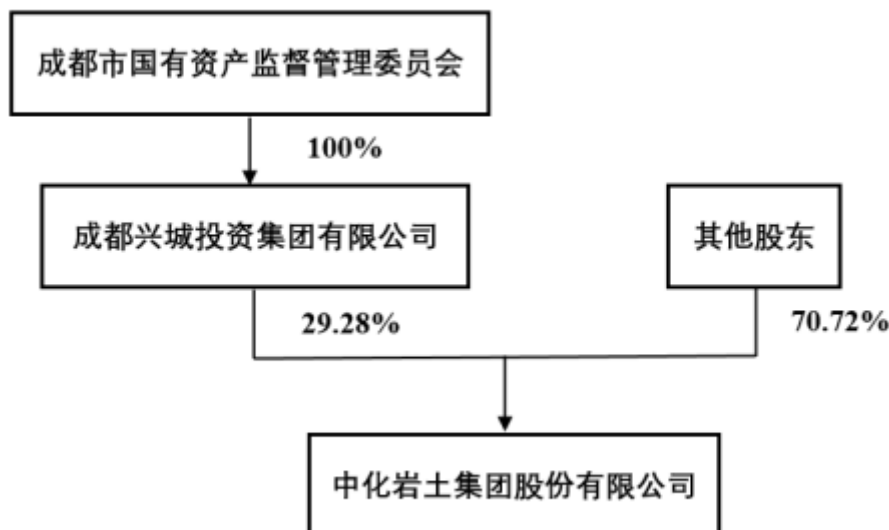 成都市国有资产监督管理委员会
100%
成都兴城投资集团有限公司
其他股东
29.28%
70.72%
中化岩土集团股份有限公司